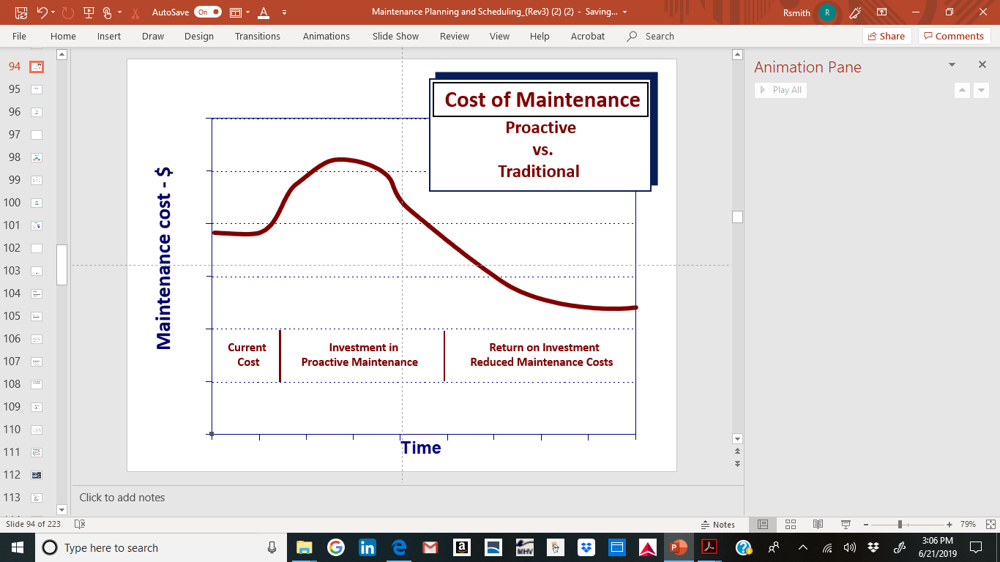 AutoSave On
Maintenance Planning and Scheduling_(Rev3) (2) (2) - Saving...
Rsmith R
File Home Insert Draw Design Transitions Animations Slide Show Review View Help Acrobat Search
Share Comments
94
95
96
97
98
99
100
101
102
103
104
105
106
107
108
109
110
111
112
113
Cost of Maintenance
Proactive
vs.
Traditional
Maintenance cost - $
Current
Cost
Investment in
Proactive Maintenance
Return on Investment
Reduced Maintenance Costs
Time
Animation Pane
Play All
Click to add notes
Slide 94 of 223
Notes
79%
Type here to search
MHV
3:06 PM
6/21/2019